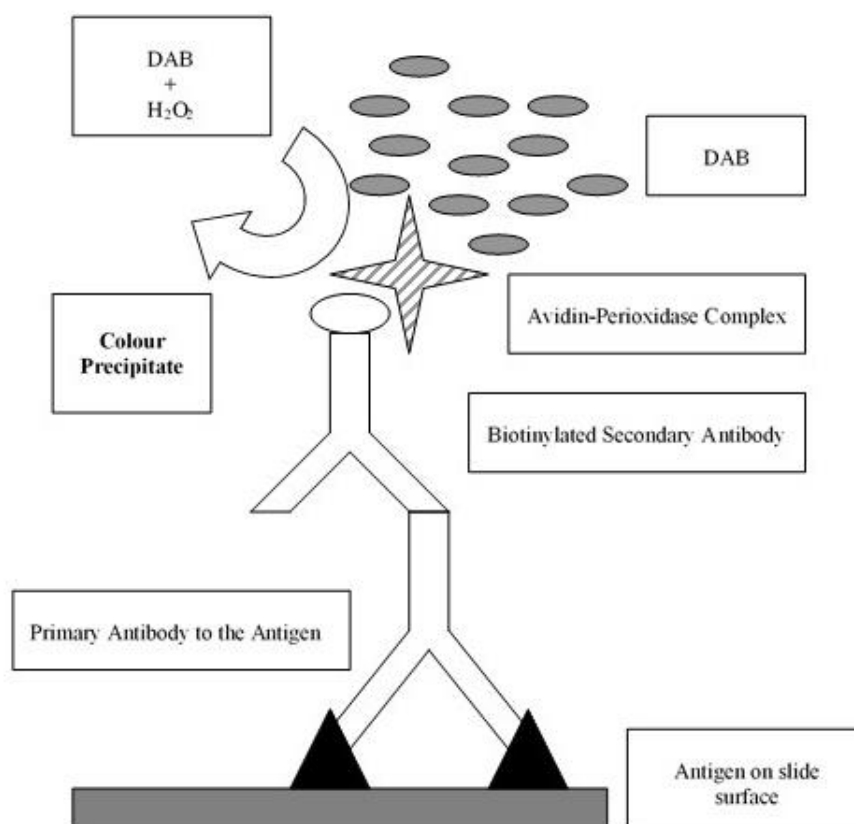 DAB
+
H₂O₂
DAB
Avidin-Perioxidase Complex
Colour
Precipitate
Biotinylated Secondary Antibody
Primary Antibody to the Antigen
Antigen on slide
surface